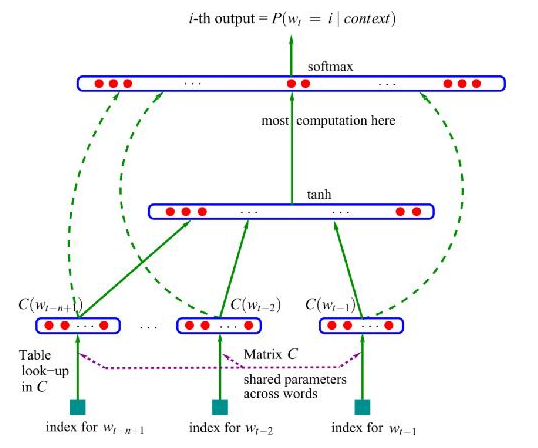 i-th output = P(w_t = i | context)
softmax
. . .
. . .
most computation here
tanh
. . .
. . .
C(w_{t−n+1})
C(w_{t−2})
C(w_{t−1})
. . .
. . .
. . .
. . .
Table
look−up
in C
Matrix C
shared parameters
across words
index for w_{t−n+1}
index for w_{t−2}
index for w_{t−1}